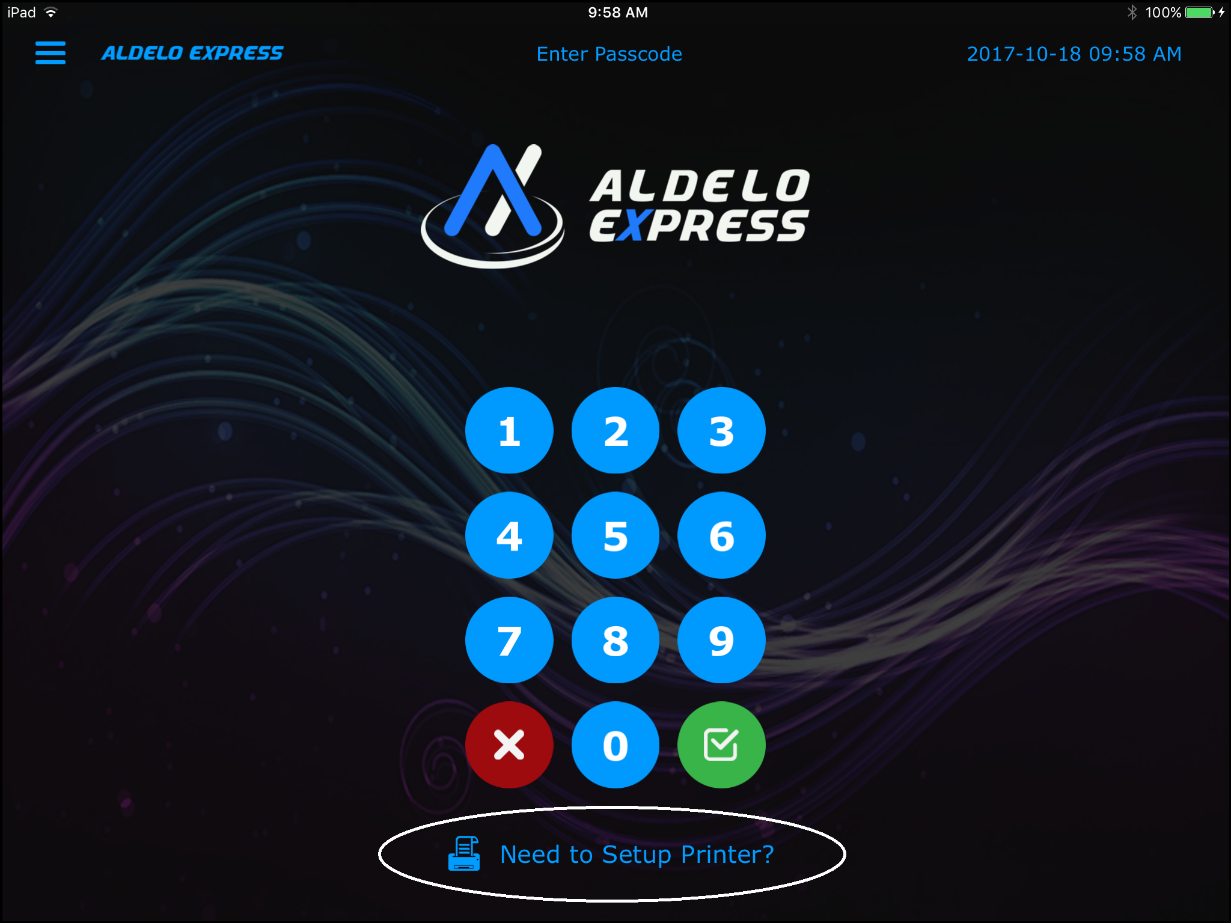 iPad 9:58 AM 100%
ALDELO EXPRESS Enter Passcode 2017-10-18 09:58 AM
ALDELO
EXPRESS
1 2 3
4 5 6
7 8 9
0
Need to Setup Printer?